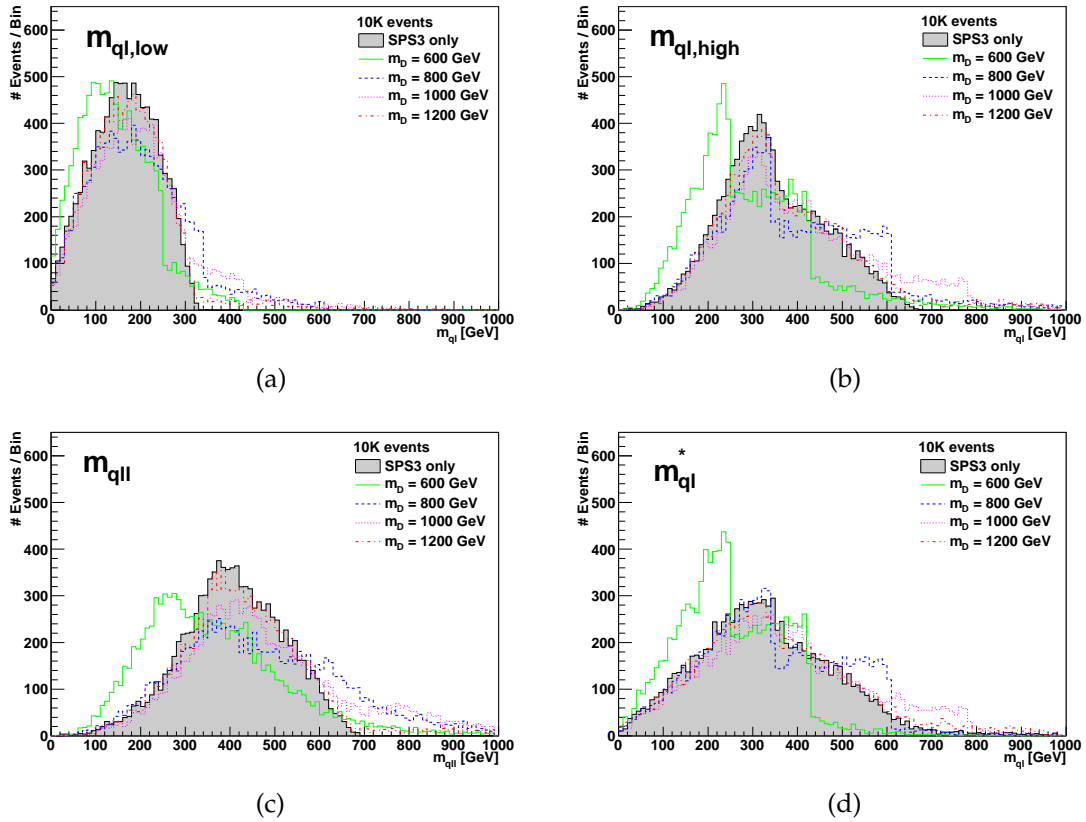 # Events / Bin
600
500
400
300
200
100
0
m_ql,low
10K events
SPS3 only
m_D = 600 GeV
m_D = 800 GeV
m_D = 1000 GeV
m_D = 1200 GeV
0 100 200 300 400 500 600 700 800 900 1000
m_ql [GeV]
(a)
# Events / Bin
600
500
400
300
200
100
0
m_ql,high
10K events
SPS3 only
m_D = 600 GeV
m_D = 800 GeV
m_D = 1000 GeV
m_D = 1200 GeV
0 100 200 300 400 500 600 700 800 900 1000
m_ql [GeV]
(b)
# Events / Bin
600
500
400
300
200
100
0
m_qll
10K events
SPS3 only
m_D = 600 GeV
m_D = 800 GeV
m_D = 1000 GeV
m_D = 1200 GeV
0 100 200 300 400 500 600 700 800 900 1000
m_qll [GeV]
(c)
# Events / Bin
600
500
400
300
200
100
0
m*_ql
10K events
SPS3 only
m_D = 600 GeV
m_D = 800 GeV
m_D = 1000 GeV
m_D = 1200 GeV
0 100 200 300 400 500 600 700 800 900 1000
m_ql [GeV]
(d)